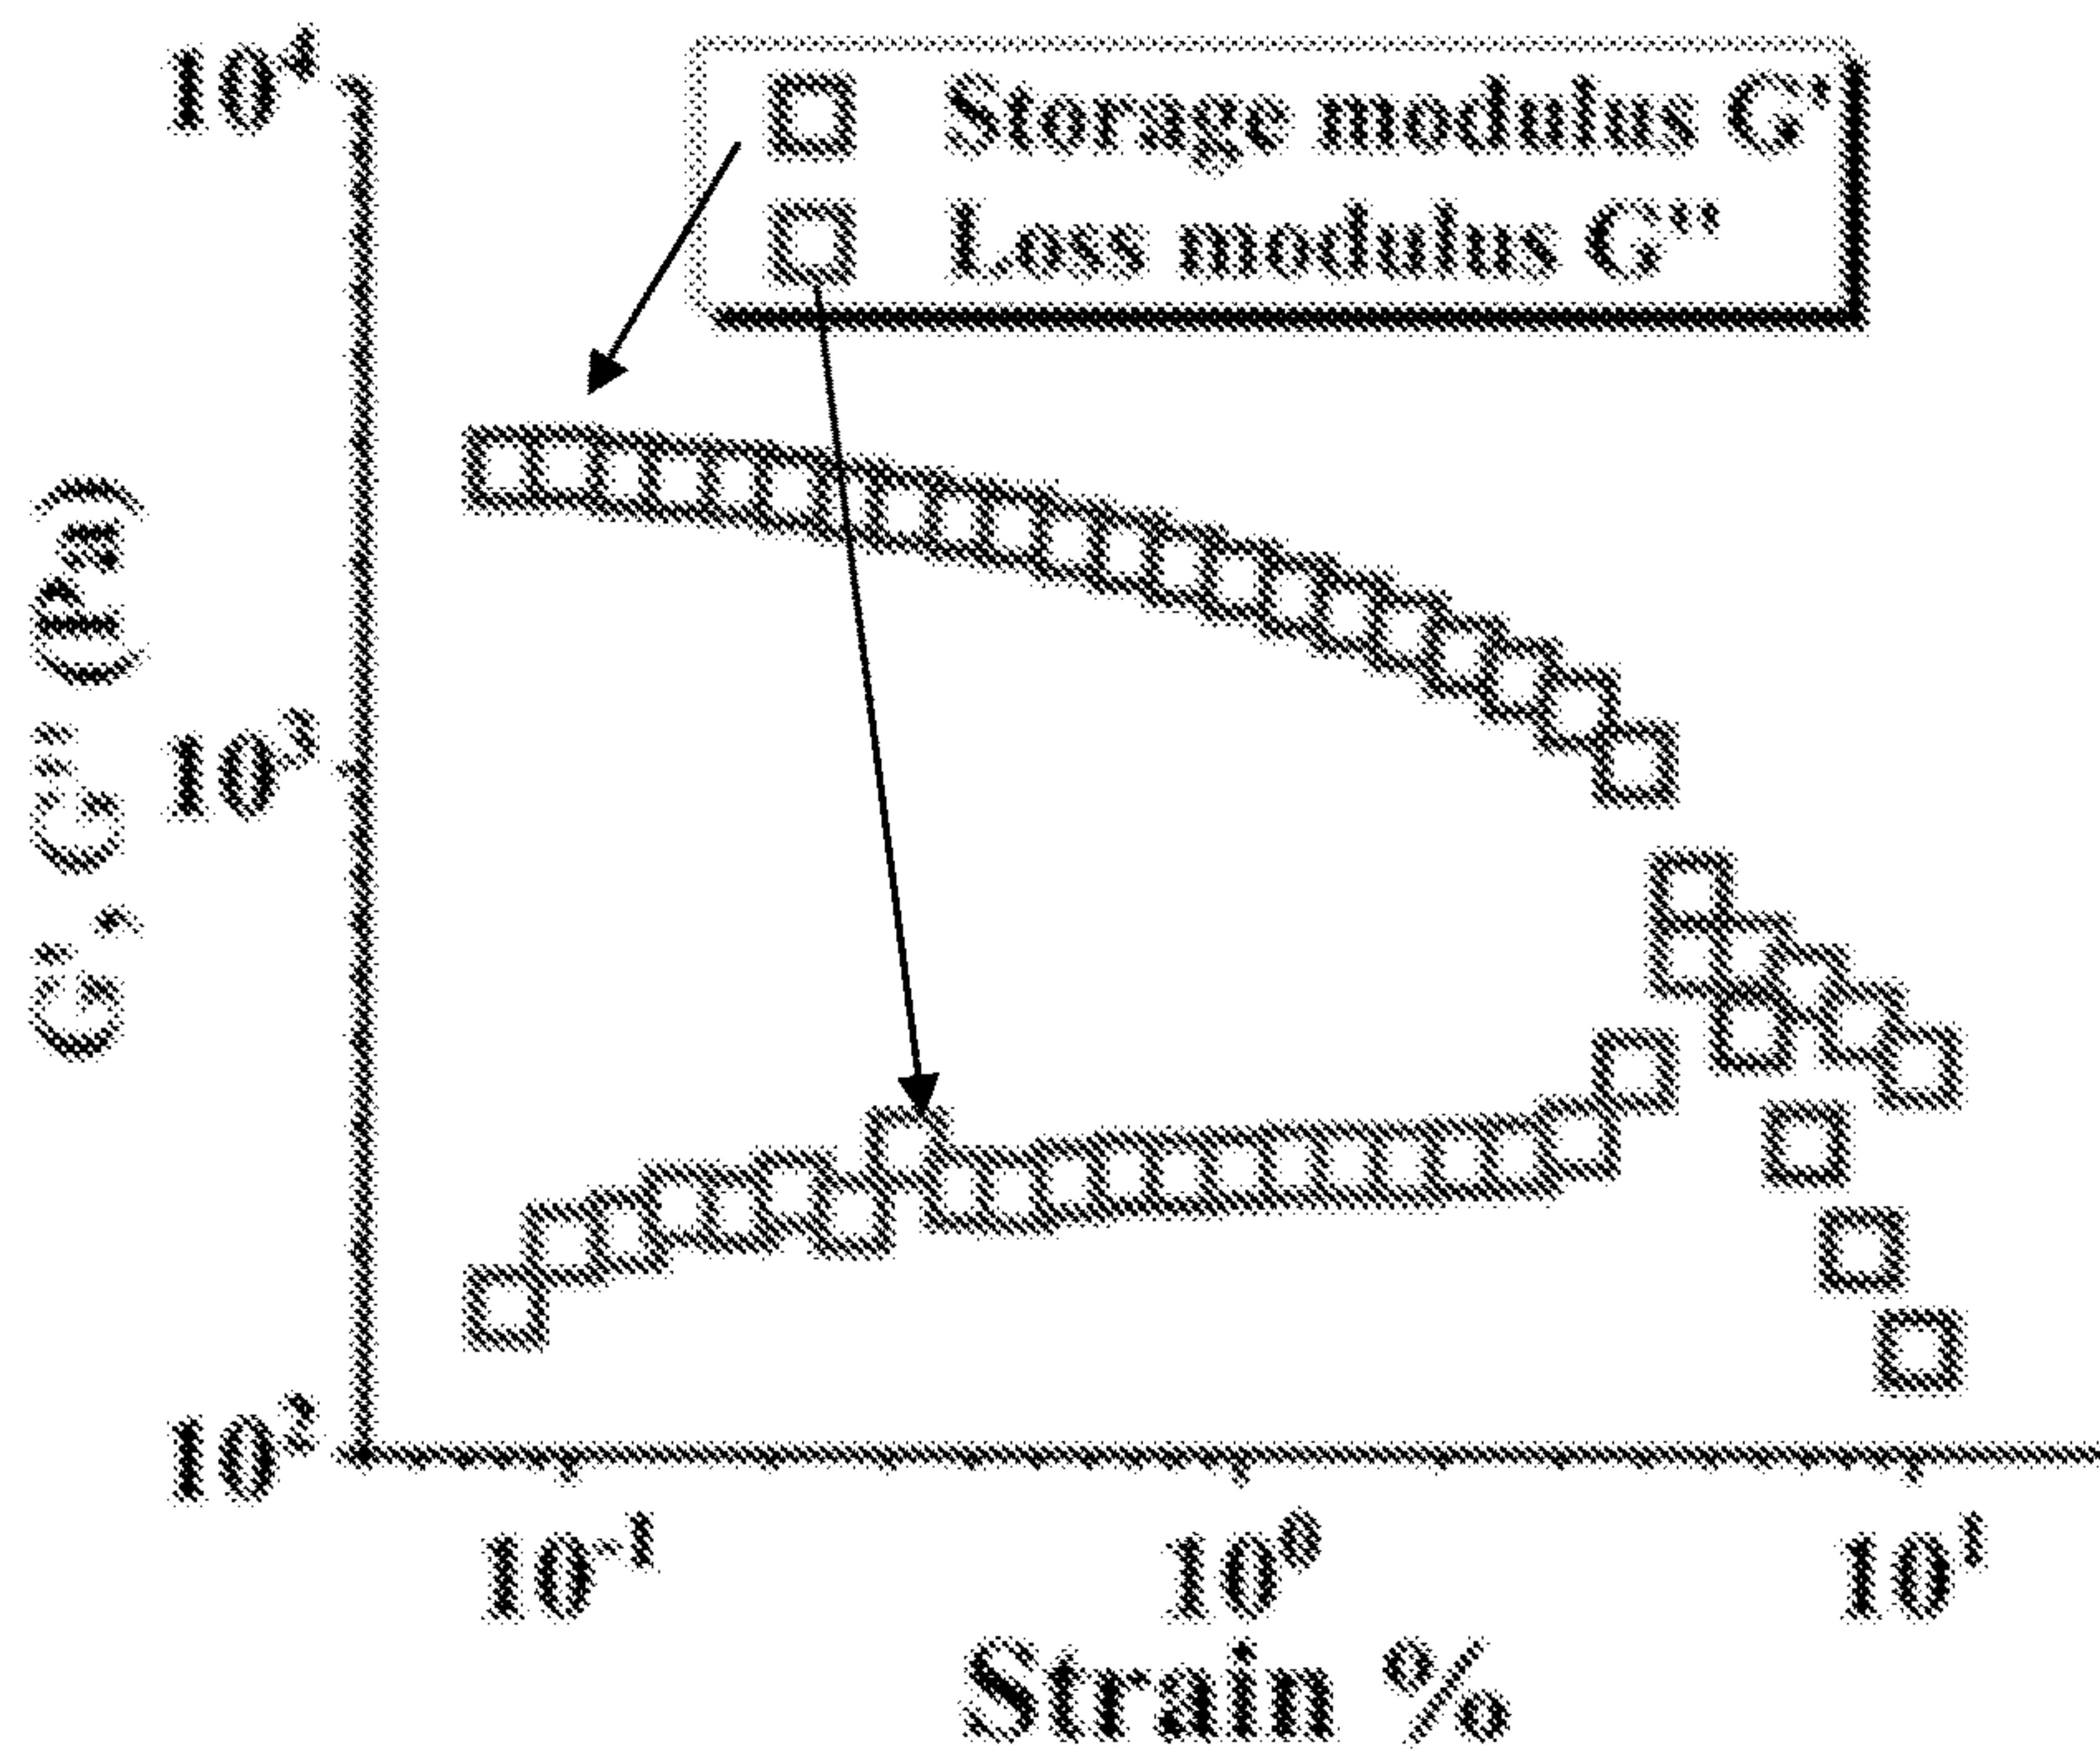 10⁴
Storage modulus G'
Loss modulus G''
G', G'' (Pa)
10³
10²
10⁻¹
10⁰
10¹
Strain %